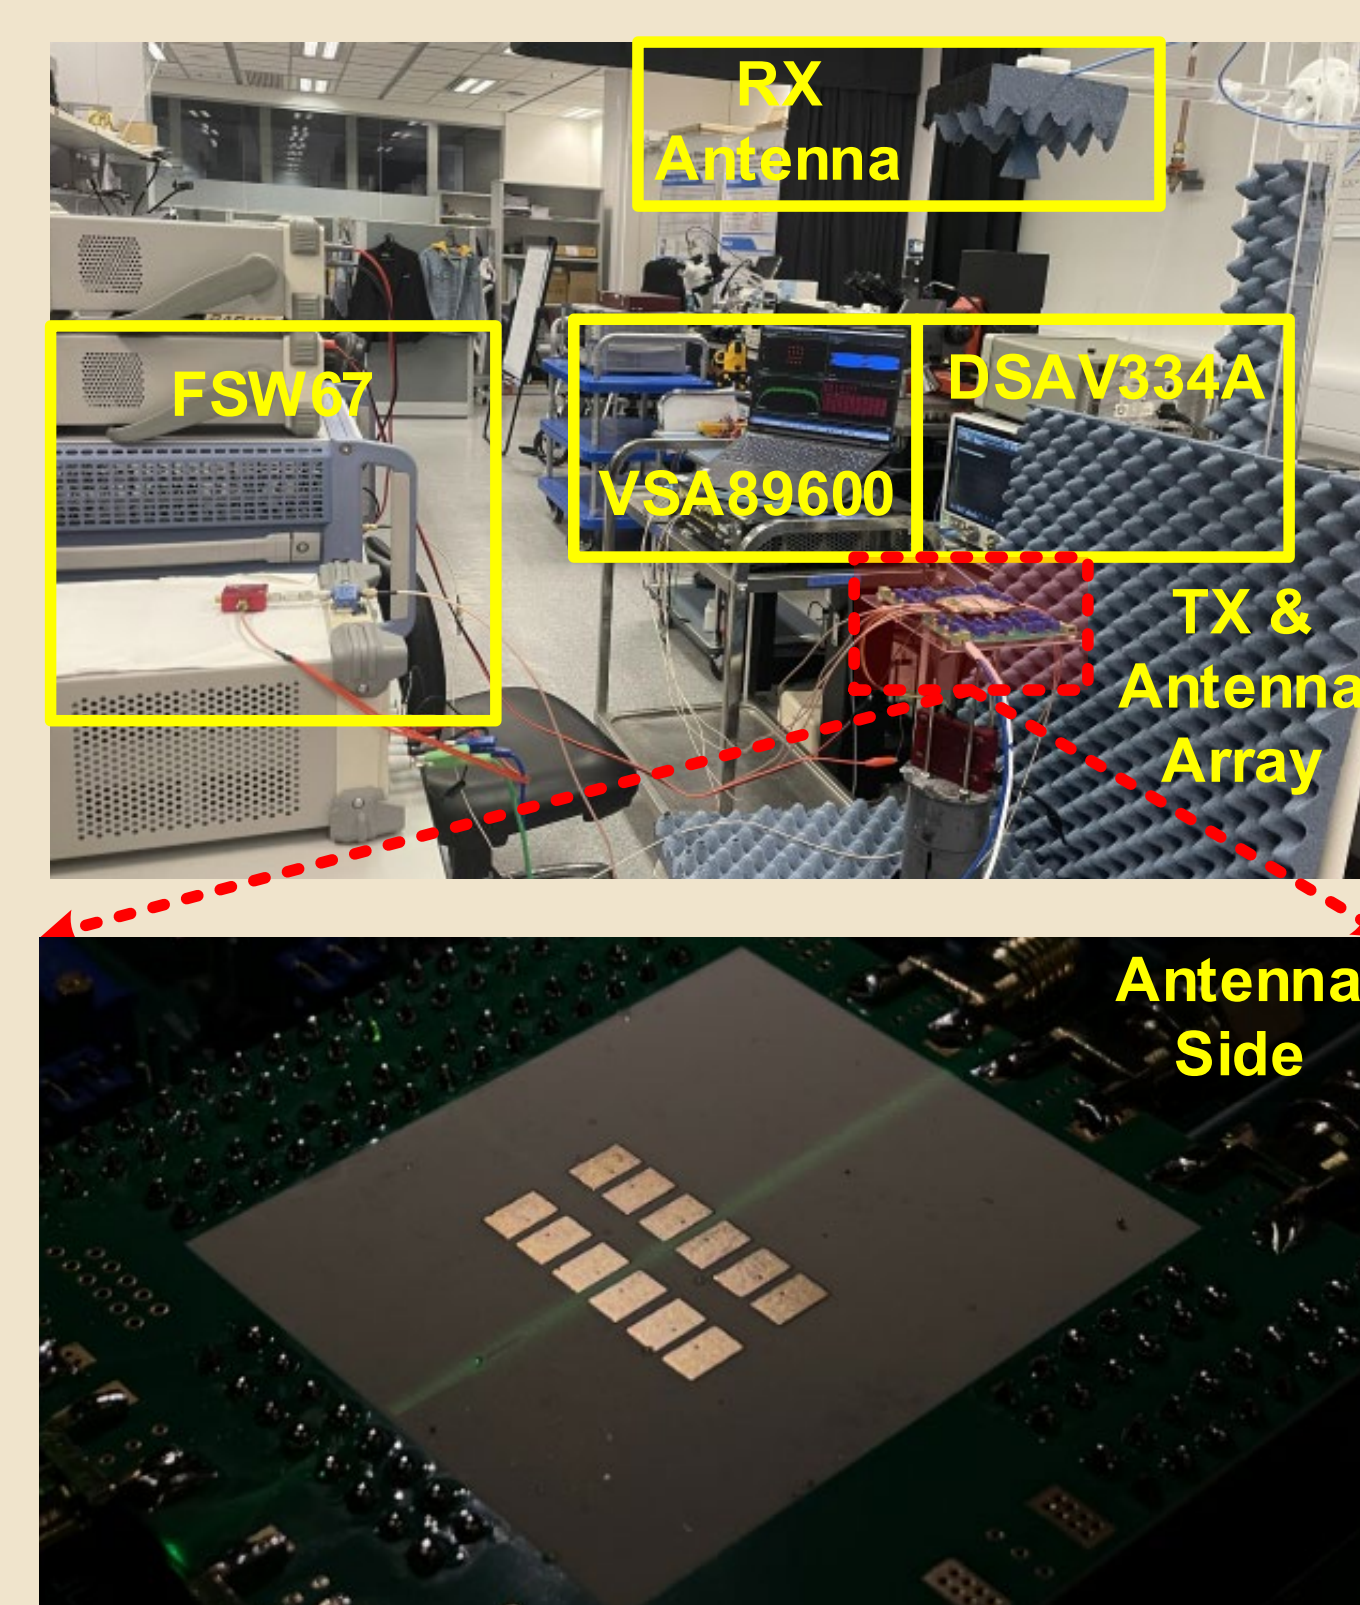 RX
Antenna
FSW67
VSA89600
DSAV334A
TX &
Antenna
Array
Antenna
Side